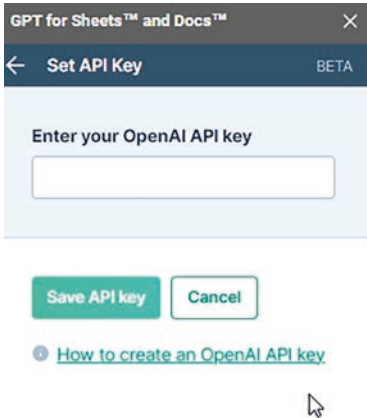 GPT for Sheets™ and Docs™
Set API Key BETA
Enter your OpenAI API key
Save API key Cancel
How to create an OpenAI API key